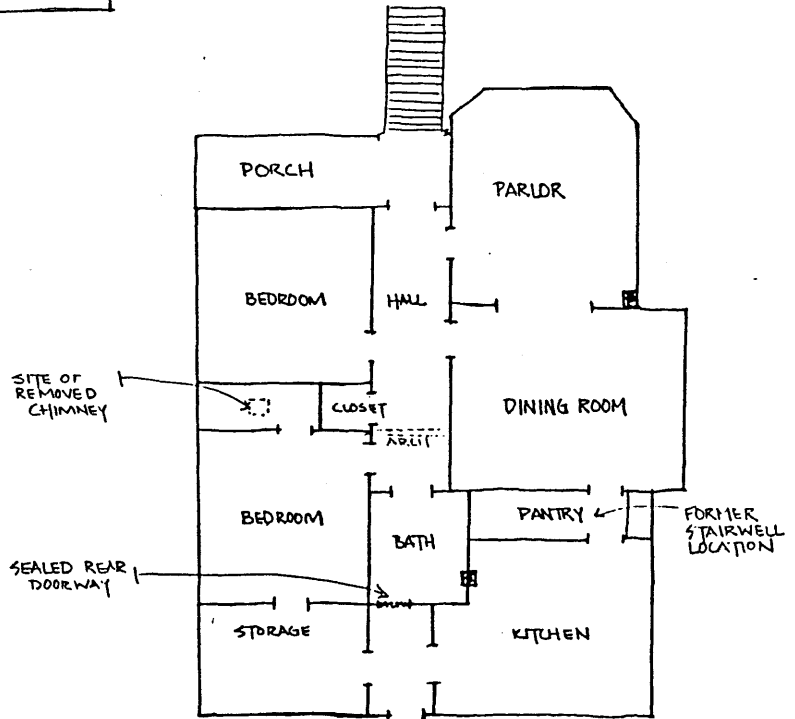 PORCH
PARLOR
BEDROOM
HALL
SITE OF
REMOVED
CHIMNEY
CLOSET
DINING ROOM
BEDROOM
PANTRY
FORMER
STAIRWELL
LOCATION
BATH
SEALED REAR
DOORWAY
STORAGE
KITCHEN